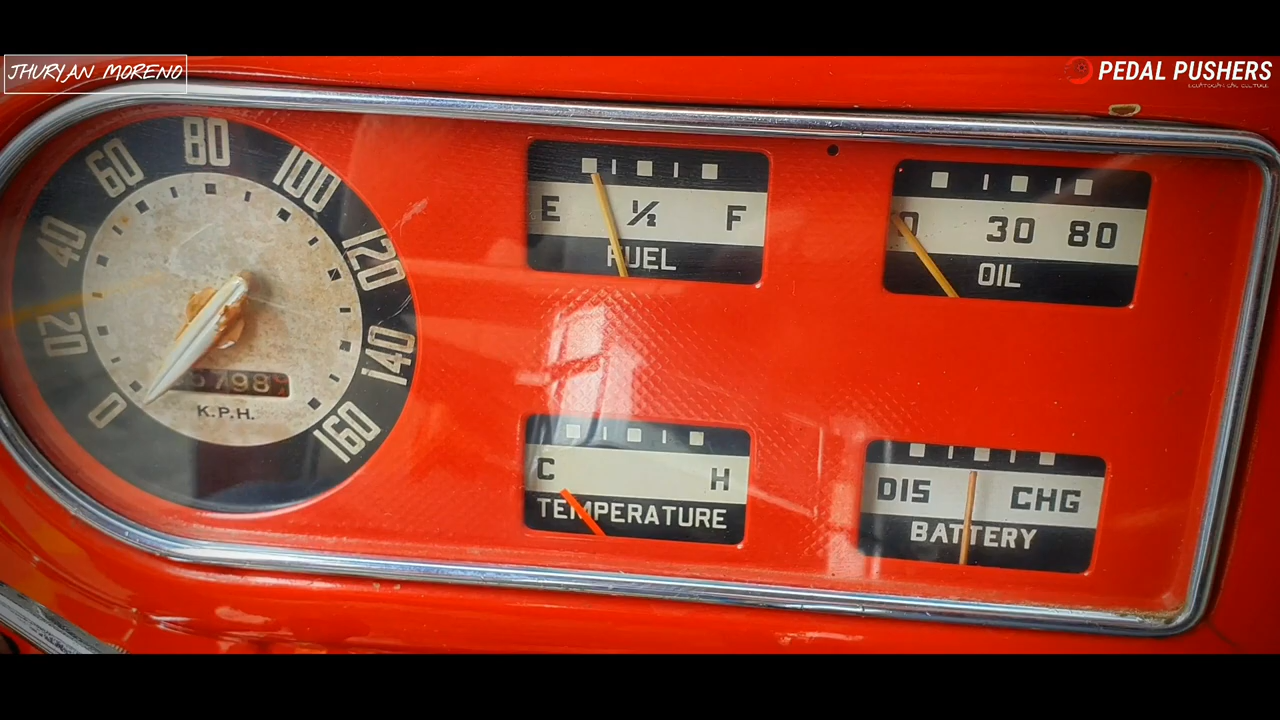 JHURYAN MORENO
PEDAL PUSHERS
0 20 40 60 80 100 120 140 160
K.P.H.
E ½ F
FUEL
0 30 80
OIL
C H
TEMPERATURE
DIS CHG
BATTERY